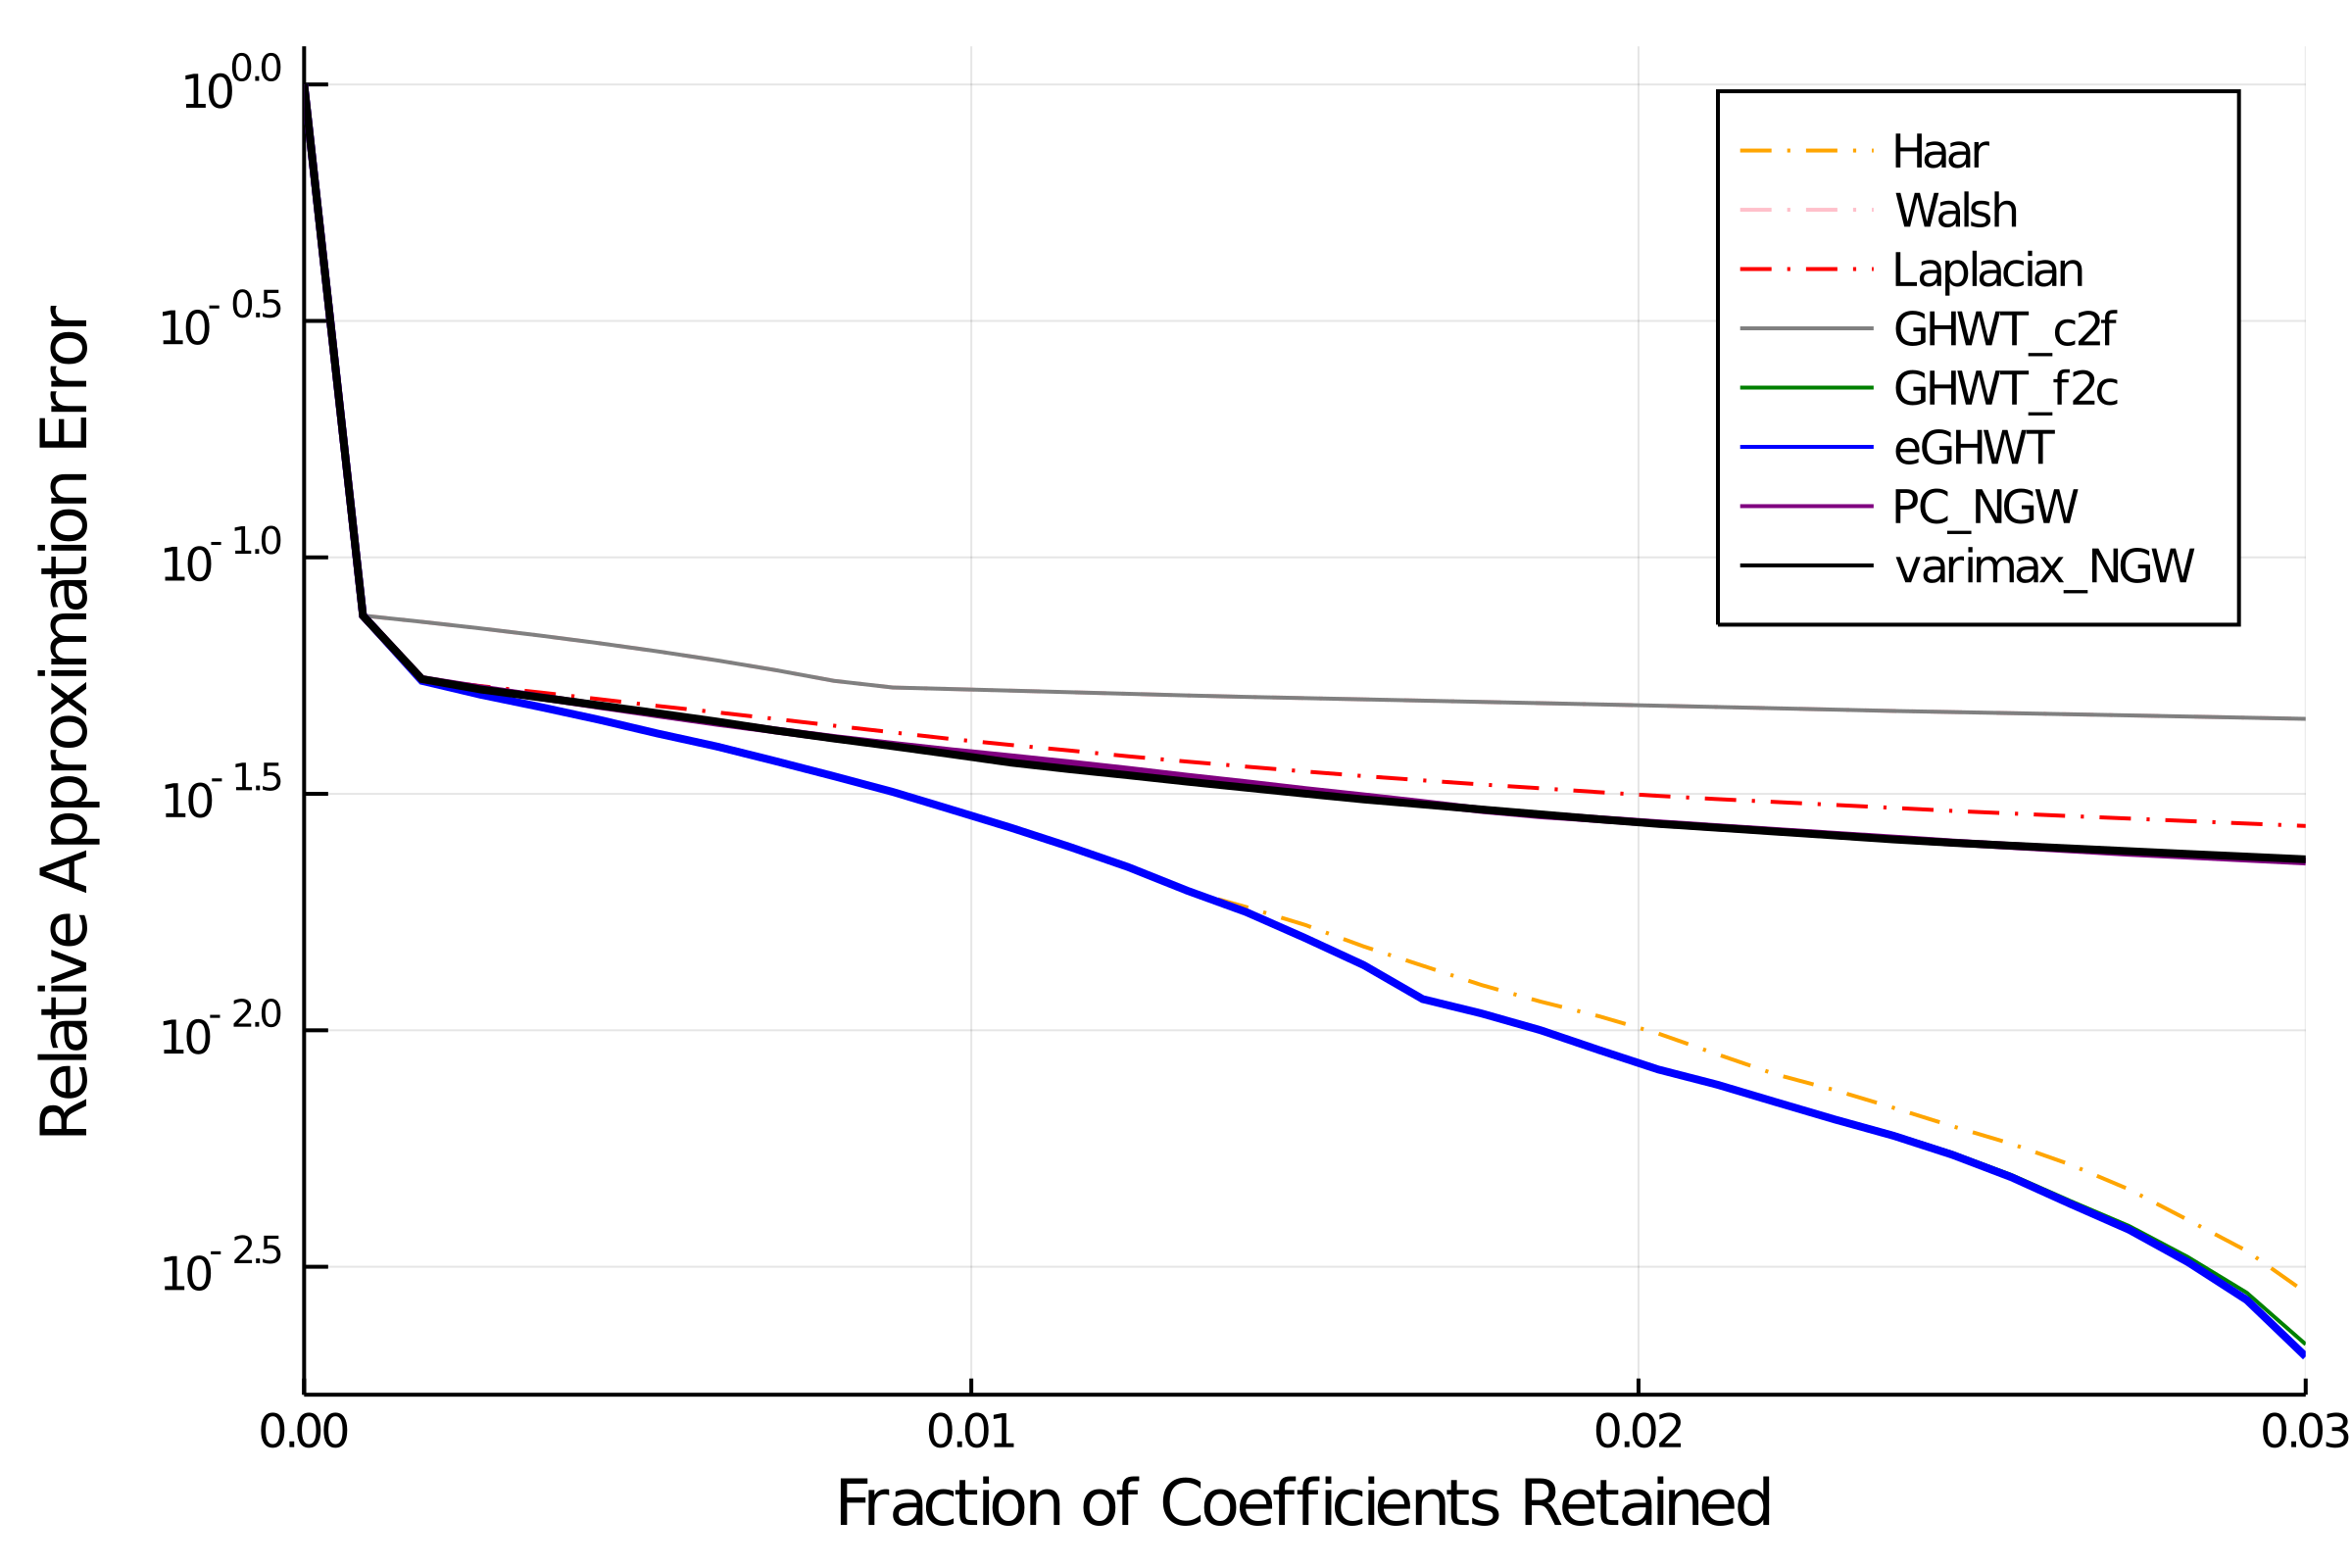 Relative Approximation Error
10^0.0
10^- 0.5
10^- 1.0
10^- 1.5
10^- 2.0
10^- 2.5
Haar
Walsh
Laplacian
GHWT_c2f
GHWT_f2c
eGHWT
PC_NGW
varimax_NGW
0.00 0.01 0.02 0.03
Fraction of Coefficients Retained